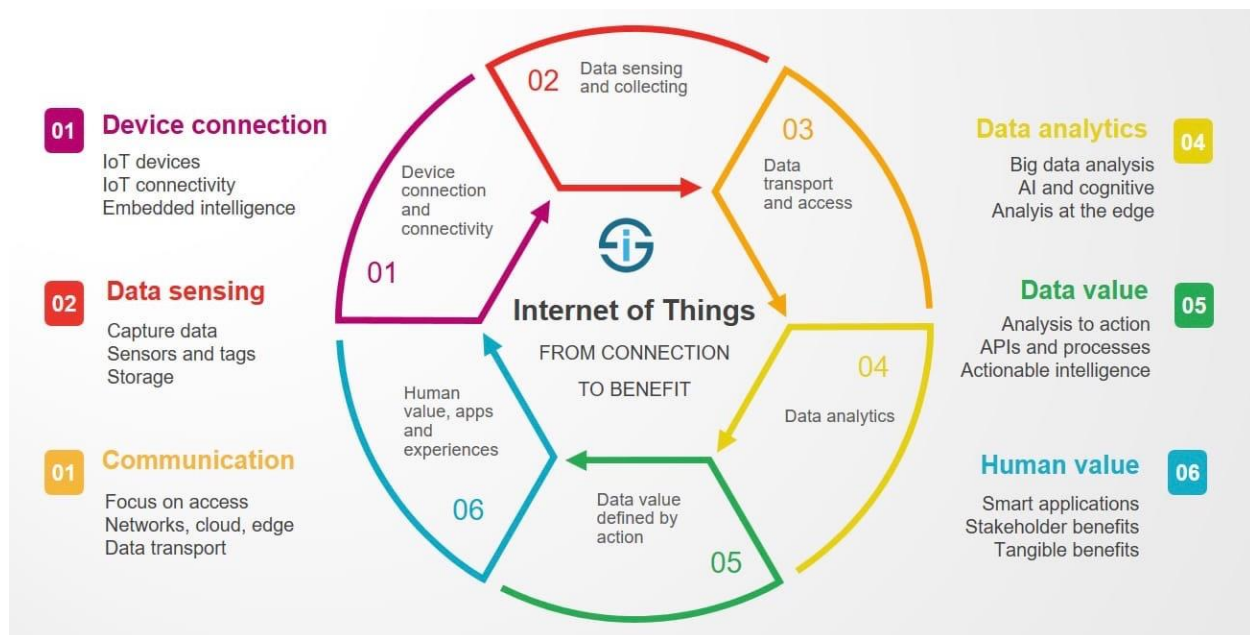 01
Device connection
IoT devices
IoT connectivity
Embedded intelligence
02
Data sensing
Capture data
Sensors and tags
Storage
01
Communication
Focus on access
Networks, cloud, edge
Data transport
Device
connection
and
connectivity
01
02
Data sensing
and collecting
03
Data
transport
and access
04
Data analytics
Data value
defined by
action
05
Human
value, apps
and
experiences
06
Internet of Things
FROM CONNECTION
TO BENEFIT
Data analytics
04
Big data analysis
AI and cognitive
Analyis at the edge
Data value
05
Analysis to action
APIs and processes
Actionable intelligence
Human value
06
Smart applications
Stakeholder benefits
Tangible benefits